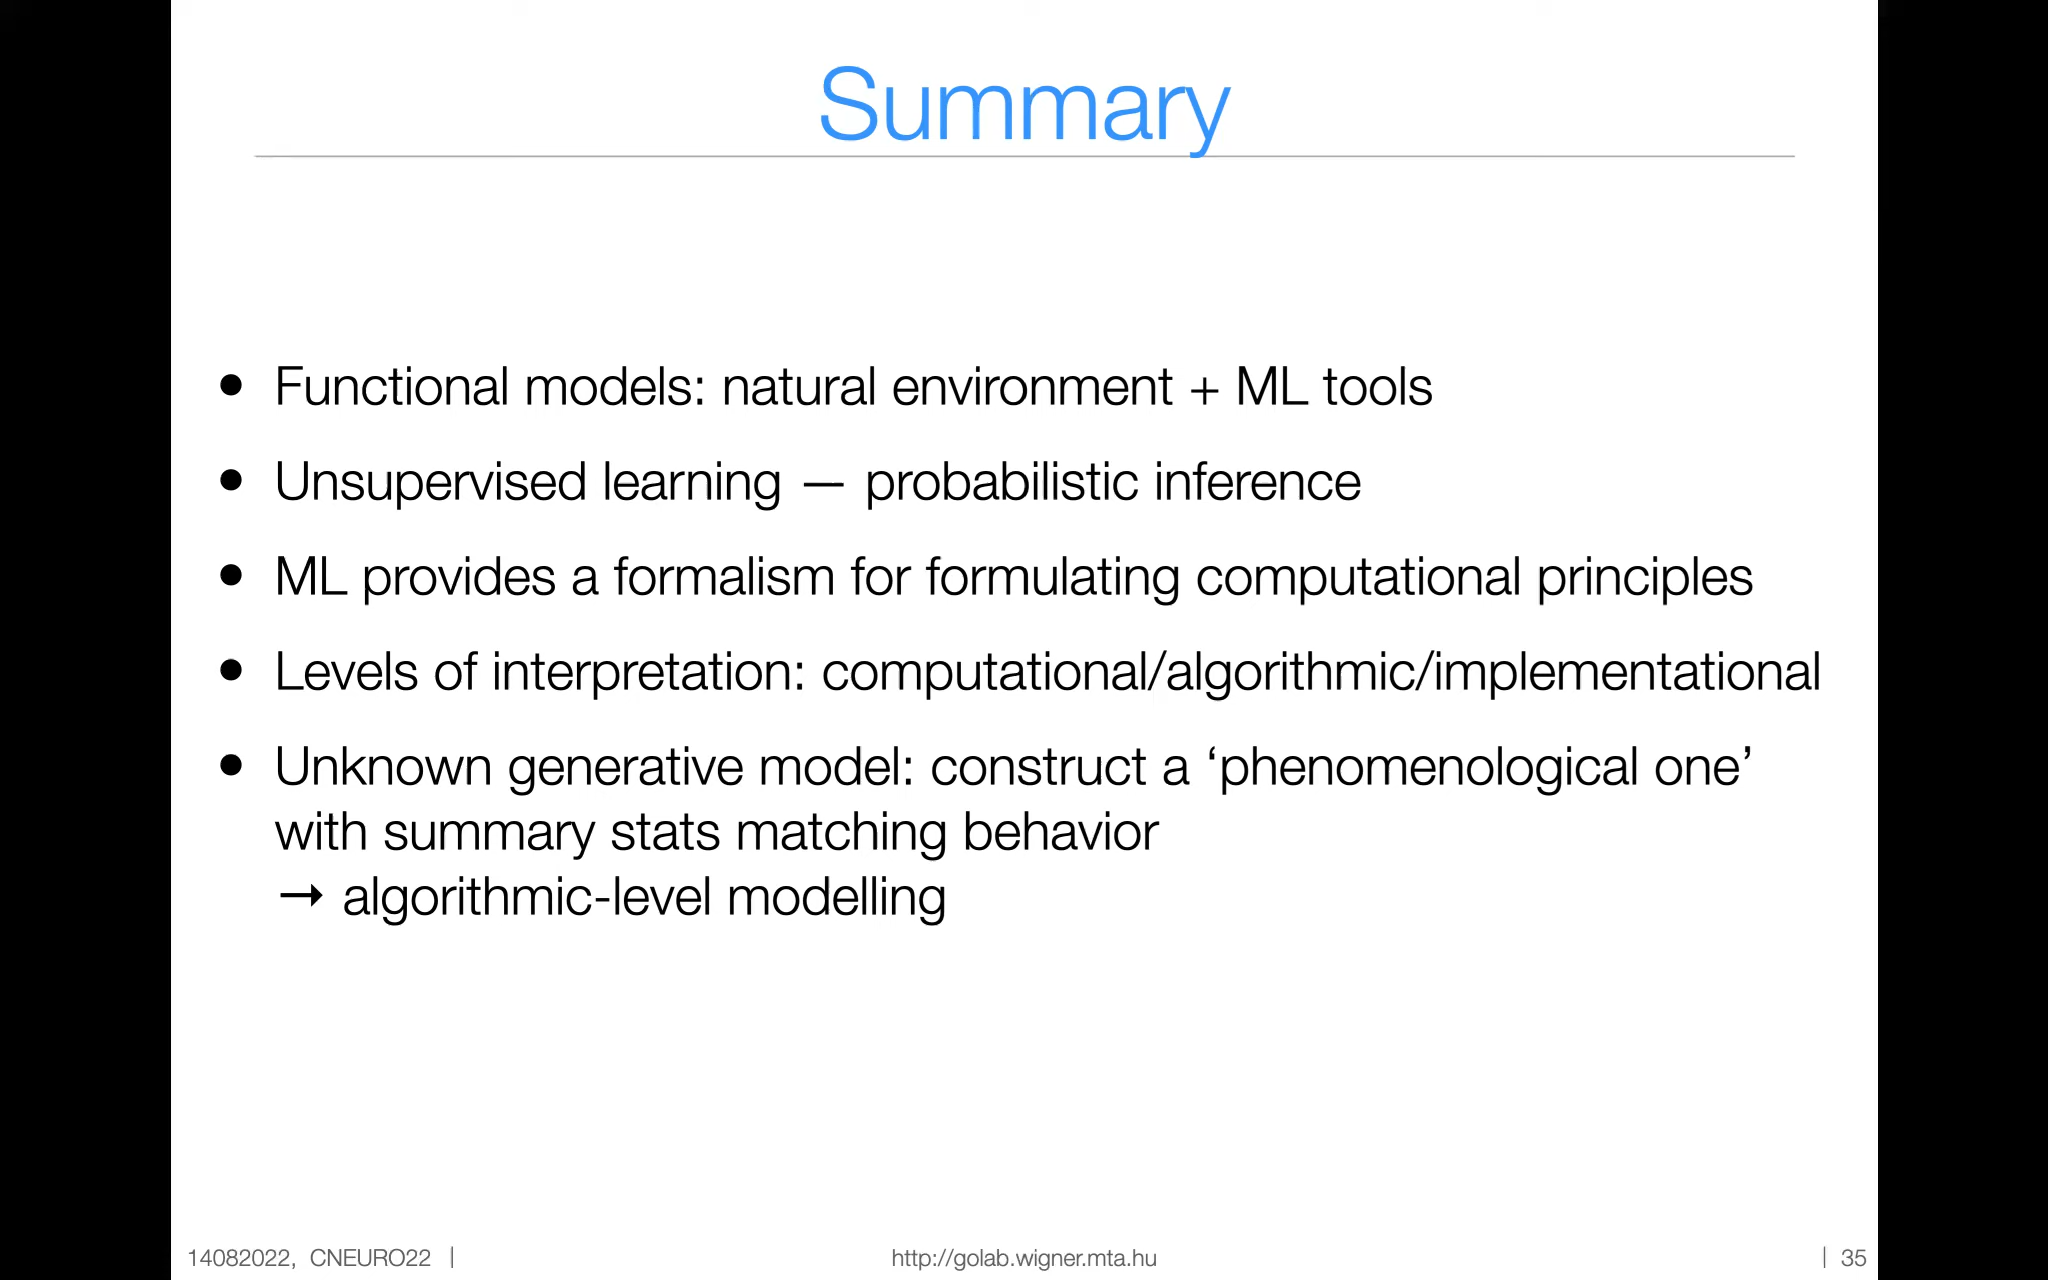 Summary
• Functional models: natural environment + ML tools
• Unsupervised learning — probabilistic inference
• ML provides a formalism for formulating computational principles
• Levels of interpretation: computational/algorithmic/implementational
• Unknown generative model: construct a ‘phenomenological one’
with summary stats matching behavior
→ algorithmic-level modelling
14082022, CNEURO22 |
http://golab.wigner.mta.hu
| 35